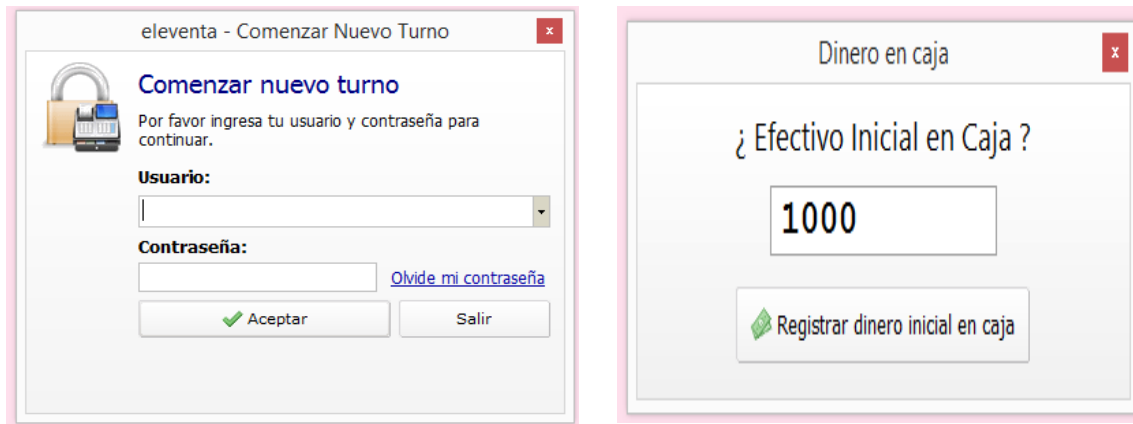 eleventa - Comenzar Nuevo Turno
x
Comenzar nuevo turno
Por favor ingresa tu usuario y contraseña para
continuar.
Usuario:
Contraseña:
Olvide mi contraseña
Aceptar
Salir
Dinero en caja
x
¿ Efectivo Inicial en Caja ?
1000
Registrar dinero inicial en caja